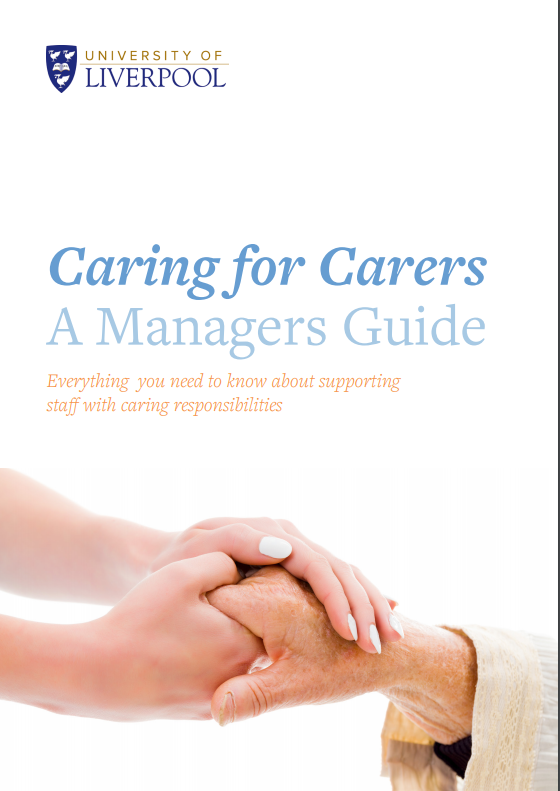 UNIVERSITY OF
LIVERPOOL
Caring for Carers
A Managers Guide
Everything  you need to know about supporting
staff with caring responsibilities